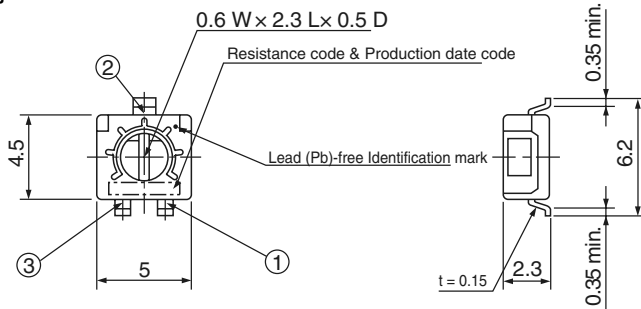 0.6 W × 2.3 L× 0.5 D
Resistance code & Production date code
0.35 min.
②
4.5
Lead (Pb)-free Identification mark
6.2
③
①
5
t = 0.15
2.3
0.35 min.